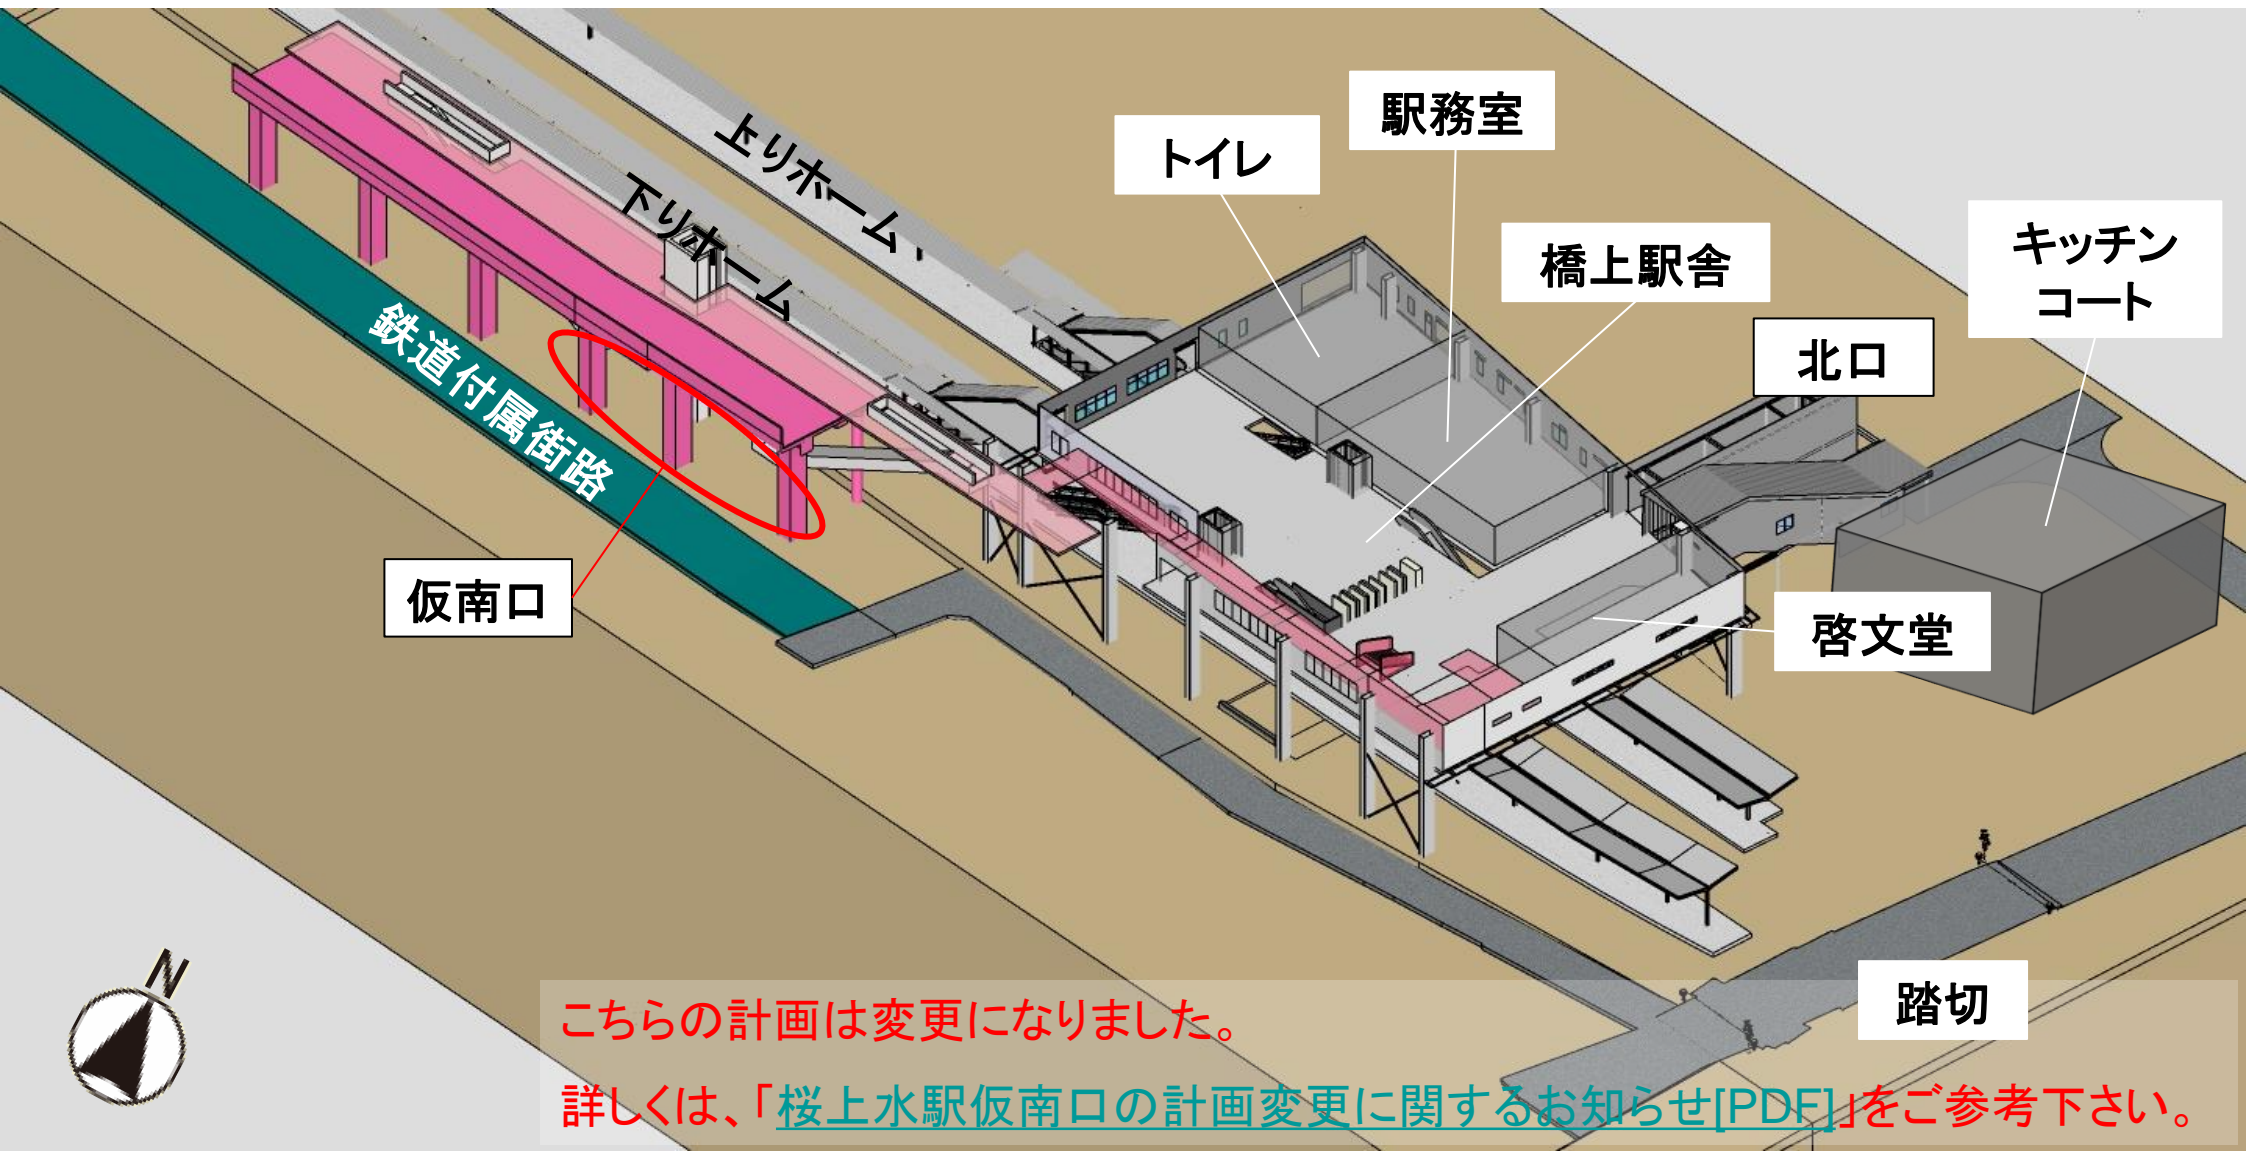 駅務室
トイレ
上りホーム
下りホーム
橋上駅舎
キッチン
コート
北口
鉄道付属街路
仮南口
啓文堂
踏切
N
こちらの計画は変更になりました。
詳しくは、「桜上水駅仮南口の計画変更に関するお知らせ[PDF]」をご参考下さい。